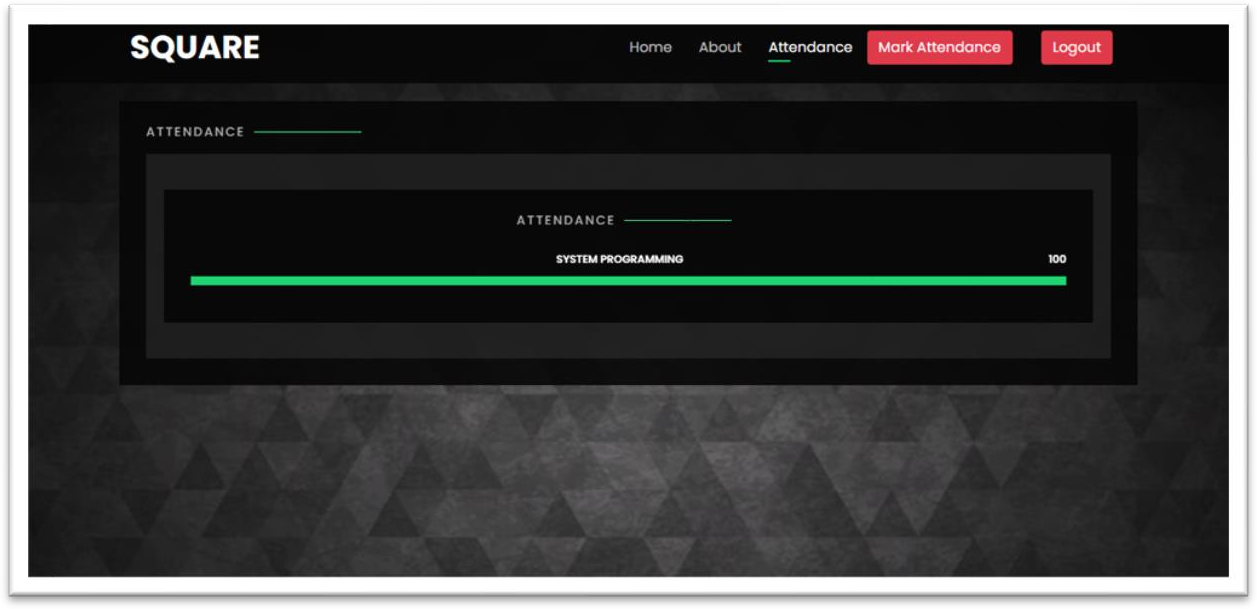 SQUARE Home About Attendance Mark Attendance Logout
ATTENDANCE
ATTENDANCE
SYSTEM PROGRAMMING 100